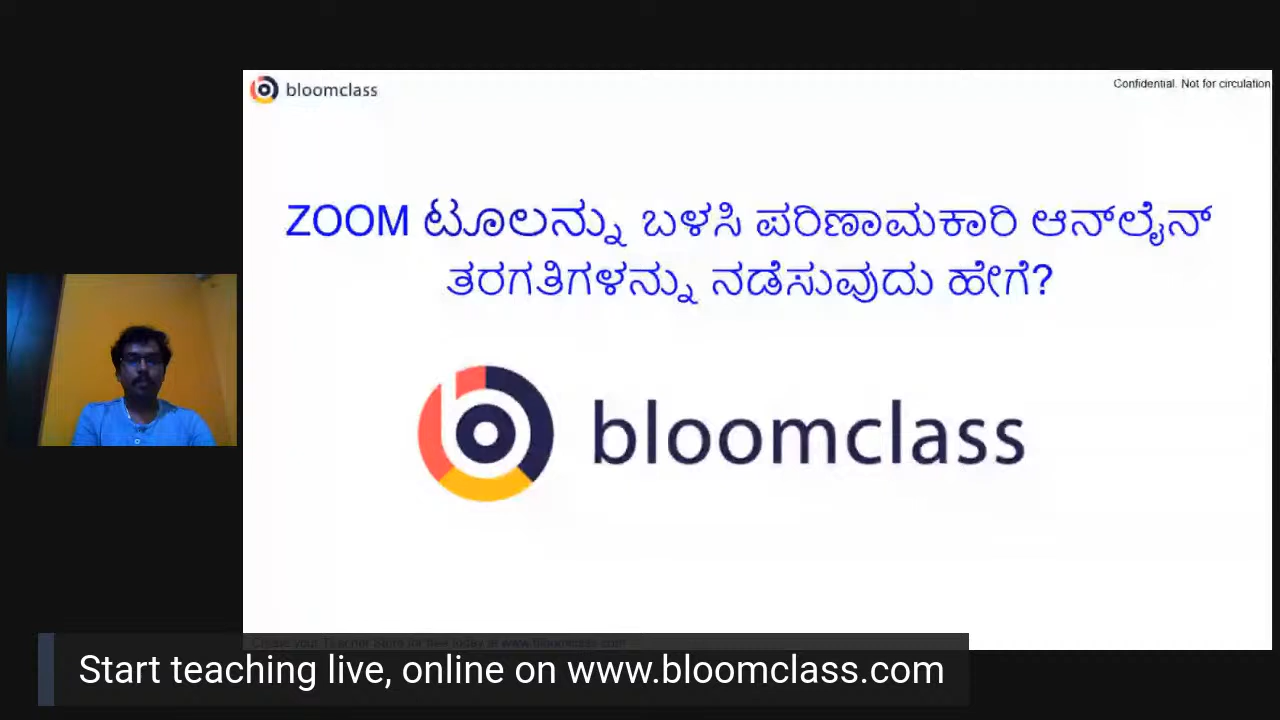 bloomclass
Confidential. Not for circulation
ZOOM ಟೂಲನ್ನು ಬಳಸಿ ಪರಿಣಾಮಕಾರಿ ಆನ್‌ಲೈನ್
ತರಗತಿಗಳನ್ನು ನಡೆಸುವುದು ಹೇಗೆ?
bloomclass
Start teaching live, online on www.bloomclass.com